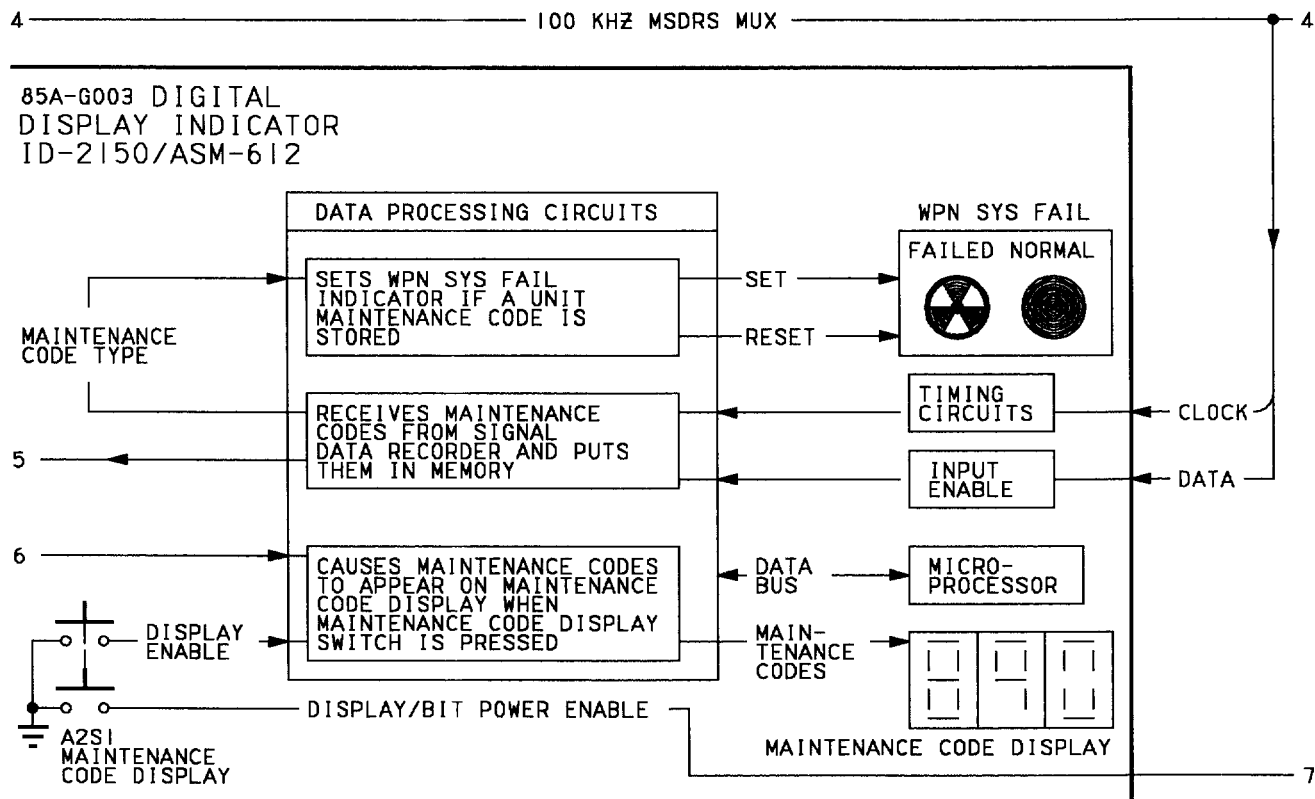 4 100 KHZ MSDRS MUX 4
85A-G003 DIGITAL
DISPLAY INDICATOR
ID-2150/ASM-612
DATA PROCESSING CIRCUITS
WPN SYS FAIL
FAILED NORMAL
SETS WPN SYS FAIL
INDICATOR IF A UNIT
MAINTENANCE CODE IS
STORED
SET
RESET
MAINTENANCE
CODE TYPE
RECEIVES MAINTENANCE
CODES FROM SIGNAL
DATA RECORDER AND PUTS
THEM IN MEMORY
TIMING
CIRCUITS
CLOCK
5
INPUT
ENABLE
DATA
6
CAUSES MAINTENANCE CODES
TO APPEAR ON MAINTENANCE
CODE DISPLAY WHEN
MAINTENANCE CODE DISPLAY
SWITCH IS PRESSED
DATA
BUS
MICRO-
PROCESSOR
DISPLAY
ENABLE
MAIN-
TENANCE
CODES
840
DISPLAY/BIT POWER ENABLE
A2S1
MAINTENANCE
CODE DISPLAY
MAINTENANCE CODE DISPLAY
7